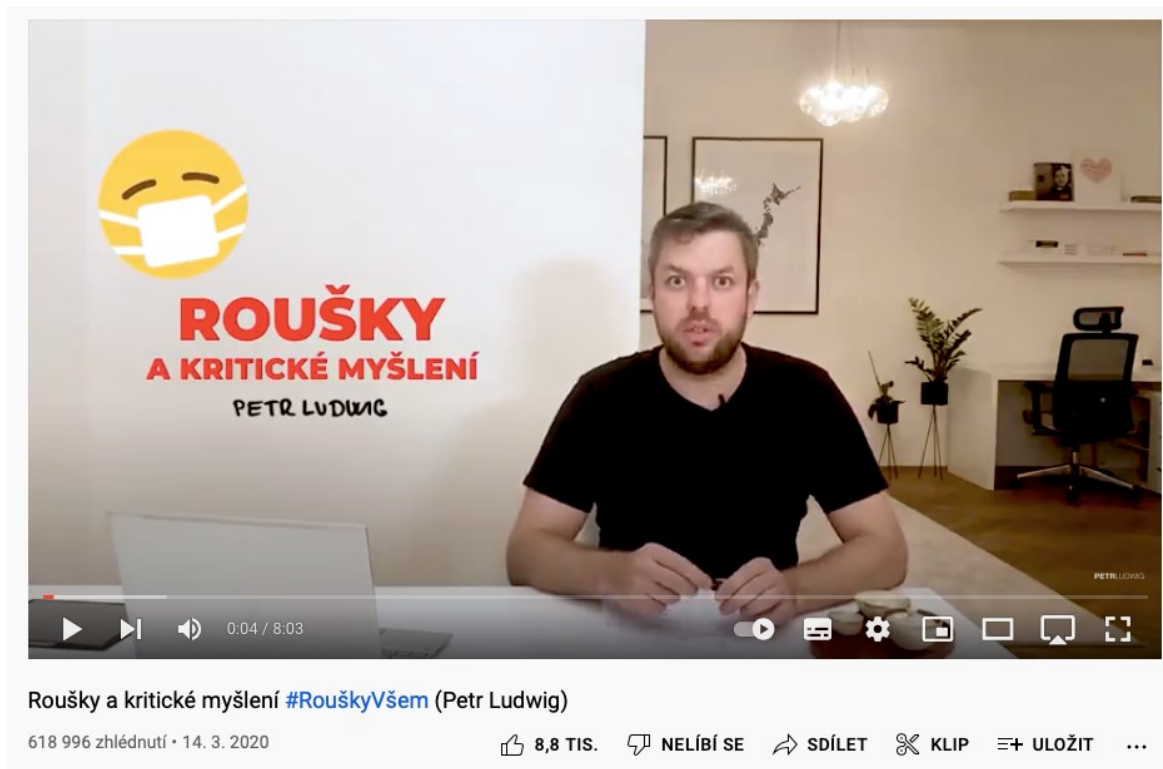 ROUŠKY
A KRITICKÉ MYŠLENÍ
PETR LUDWIG
PETRLUDWIG
0:04 / 8:03
Roušky a kritické myšlení #RouškyVšem (Petr Ludwig)
618 996 zhlédnutí • 14. 3. 2020
8,8 TIS. NELÍBÍ SE SDÍLET KLIP ULOŽIT ...